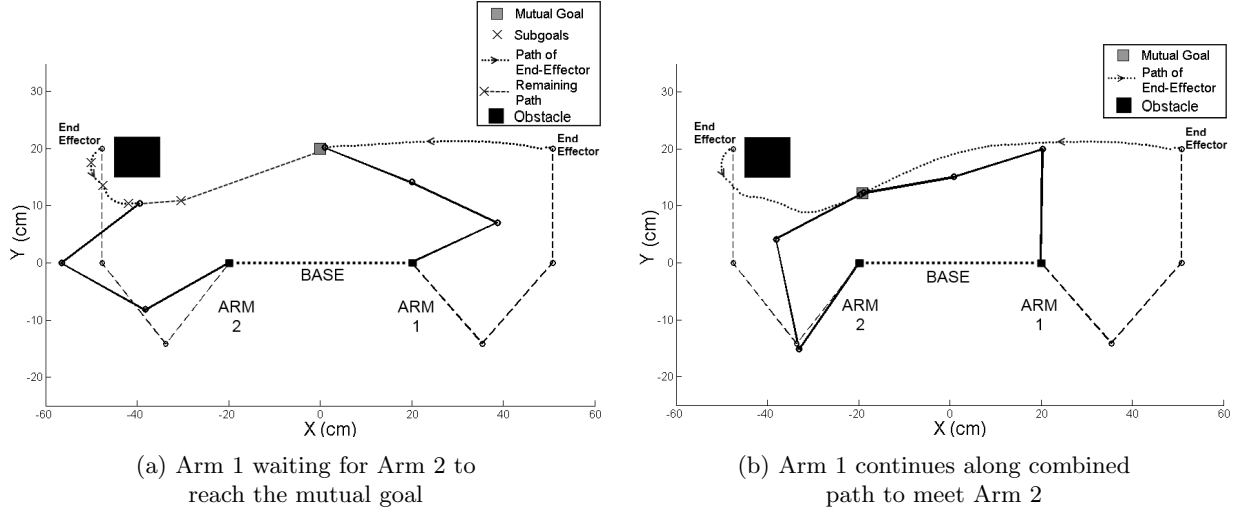 Mutual Goal
Subgoals
Path of
End-Effector
Remaining
Path
Obstacle
30
20
10
0
-10
-20
Y (cm)
End
Effector
End
Effector
BASE
ARM
2
ARM
1
-60
-40
-20
0
20
40
60
X (cm)
(a) Arm 1 waiting for Arm 2 to
reach the mutual goal
Mutual Goal
Path of
End-Effector
Obstacle
30
20
10
0
-10
-20
Y (cm)
End
Effector
End
Effector
BASE
ARM
2
ARM
1
-60
-40
-20
0
20
40
60
X (cm)
(b) Arm 1 continues along combined
path to meet Arm 2